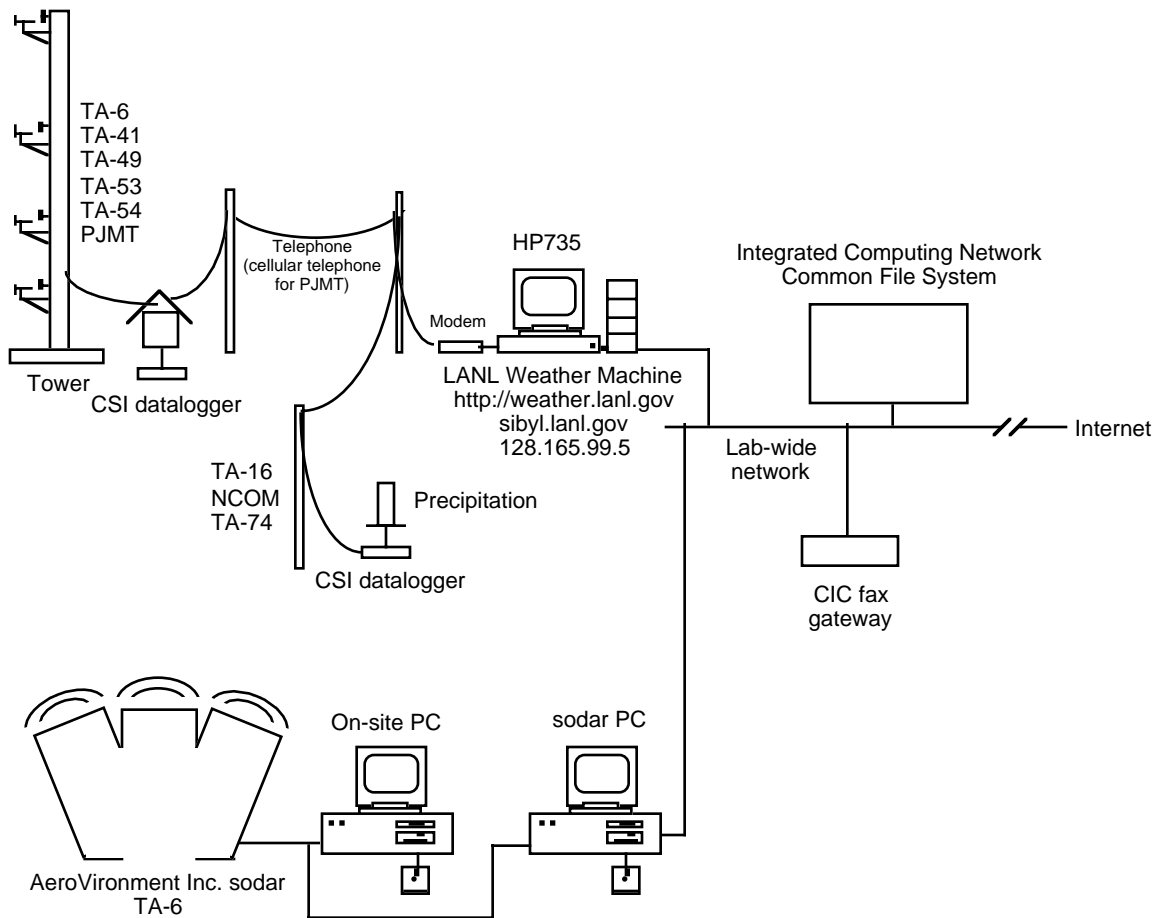 TA-6
TA-41
TA-49
TA-53
TA-54
PJMT
Tower
CSI datalogger
Telephone
(cellular telephone
for PJMT)
Modem
HP735
LANL Weather Machine
http://weather.lanl.gov
sibyl.lanl.gov
128.165.99.5
Integrated Computing Network
Common File System
Internet
Lab-wide
network
CIC fax
gateway
TA-16
NCOM
TA-74
Precipitation
CSI datalogger
On-site PC
sodar PC
AeroVironment Inc. sodar
TA-6